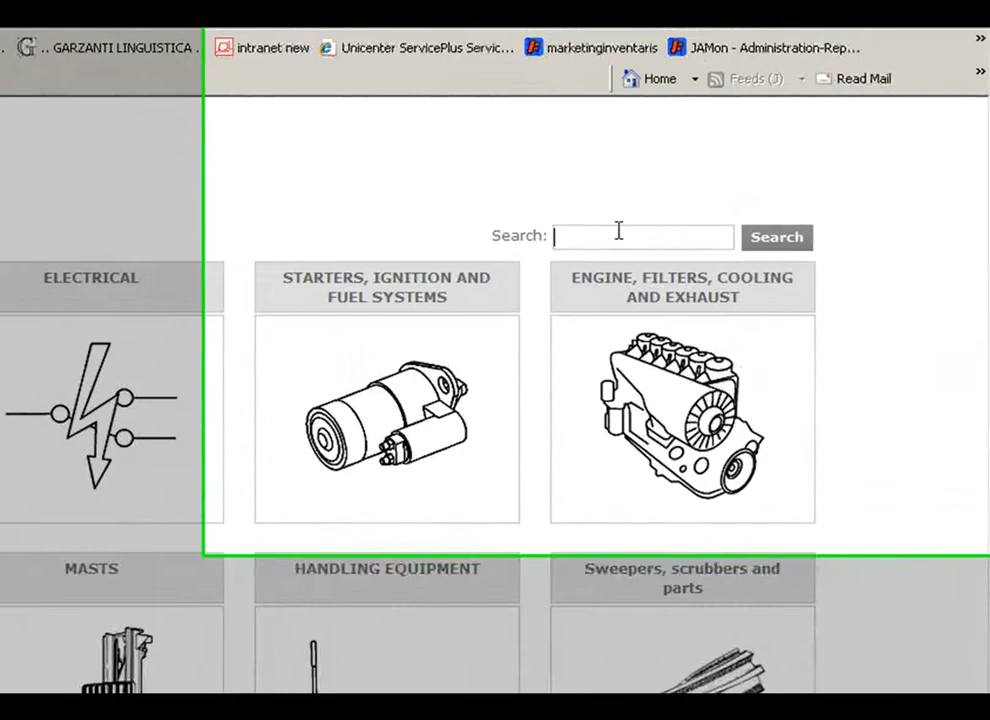 .. GARZANTI LINGUISTICA . intranet new Unicenter ServicePlus Servic... marketinginventaris JAMon - Administration-Rep... »
Home Feeds (J) Read Mail »
Search: Search
ELECTRICAL
STARTERS, IGNITION AND
FUEL SYSTEMS
ENGINE, FILTERS, COOLING
AND EXHAUST
MASTS
HANDLING EQUIPMENT
Sweepers, scrubbers and
parts